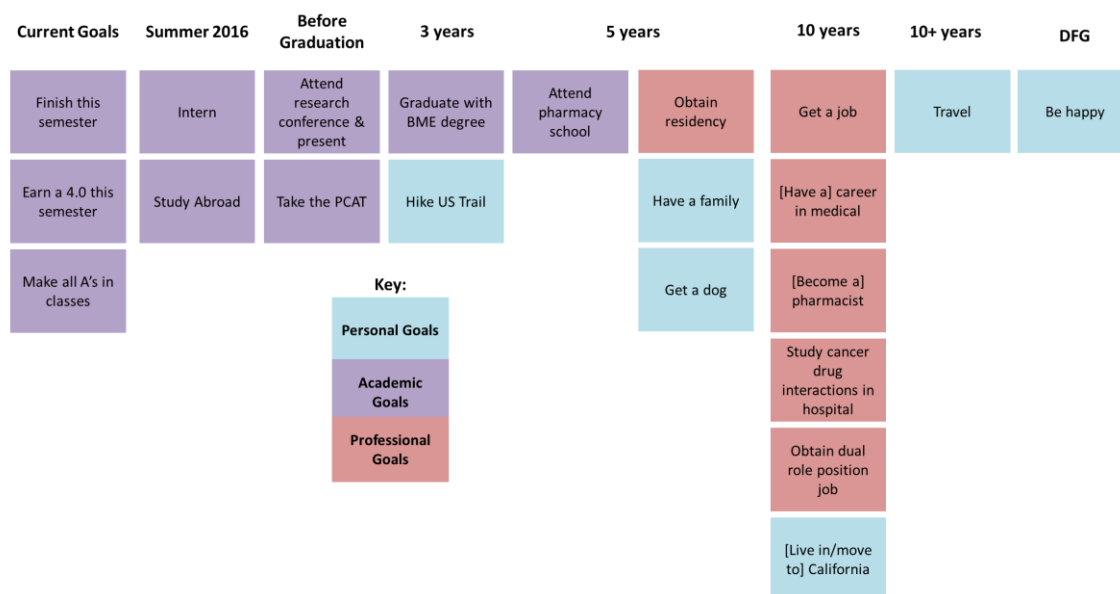 Current Goals
Summer 2016
Before
Graduation
3 years
5 years
10 years
10+ years
DFG
Finish this
semester
Intern
Attend
research
conference &
present
Graduate with
BME degree
Attend
pharmacy
school
Obtain
residency
Get a job
Travel
Be happy
Earn a 4.0 this
semester
Study Abroad
Take the PCAT
Hike US Trail
Have a family
[Have a] career
in medical
Make all A's in
classes
Get a dog
[Become a]
pharmacist
Key:
Personal Goals
Academic
Goals
Professional
Goals
Study cancer
drug
interactions in
hospital
Obtain dual
role position
job
[Live in/move
to] California